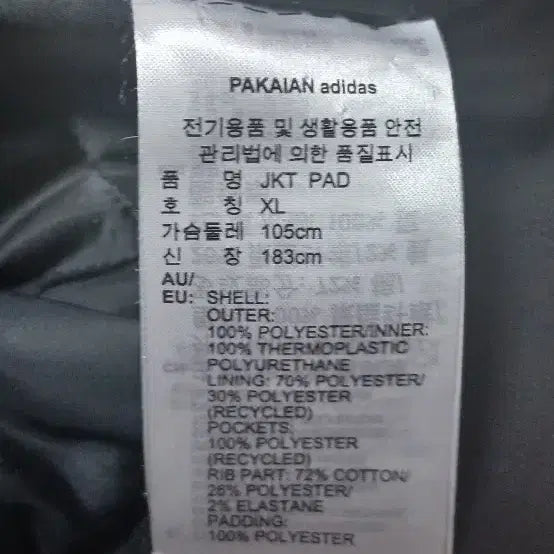 PAKAIAN adidas
전기용품 및 생활용품 안전
관리법에 의한 품질표시
품 명 JKT PAD
호 칭 XL
가슴둘레 105cm
신 장 183cm
AU/
EU: SHELL:
OUTER:
100% POLYESTER/INNER:
100% THERMOPLASTIC
POLYURETHANE
LINING: 70% POLYESTER/
30% POLYESTER
(RECYCLED)
POCKETS:
100% POLYESTER
(RECYCLED)
RIB PART: 72% COTTON/
26% POLYESTER/
2% ELASTANE
PADDING:
100% POLYESTER